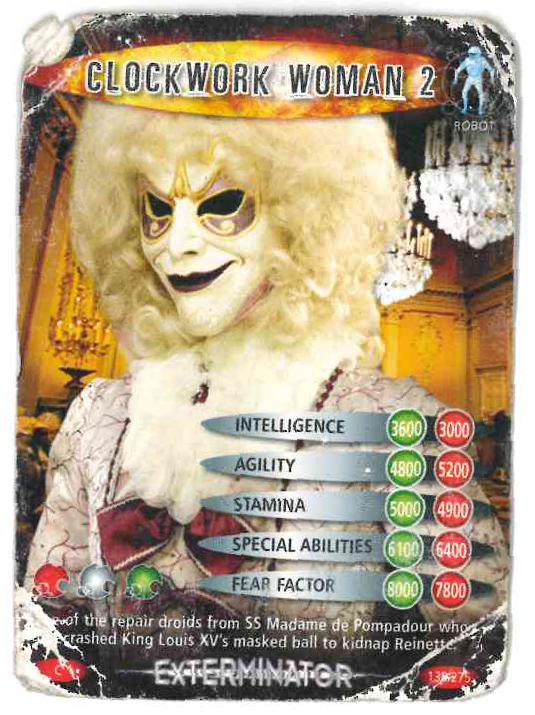 CLOCKWORK WOMAN 2
ROBOT
INTELLIGENCE 3600 3000
AGILITY 4800 5200
STAMINA 5000 4900
SPECIAL ABILITIES 6100 6400
FEAR FACTOR 8000 7800
of the repair droids from SS Madame de Pompadour who
crashed King Louis XV's masked ball to kidnap Reinette.
C
EXTERMINATOR
/275